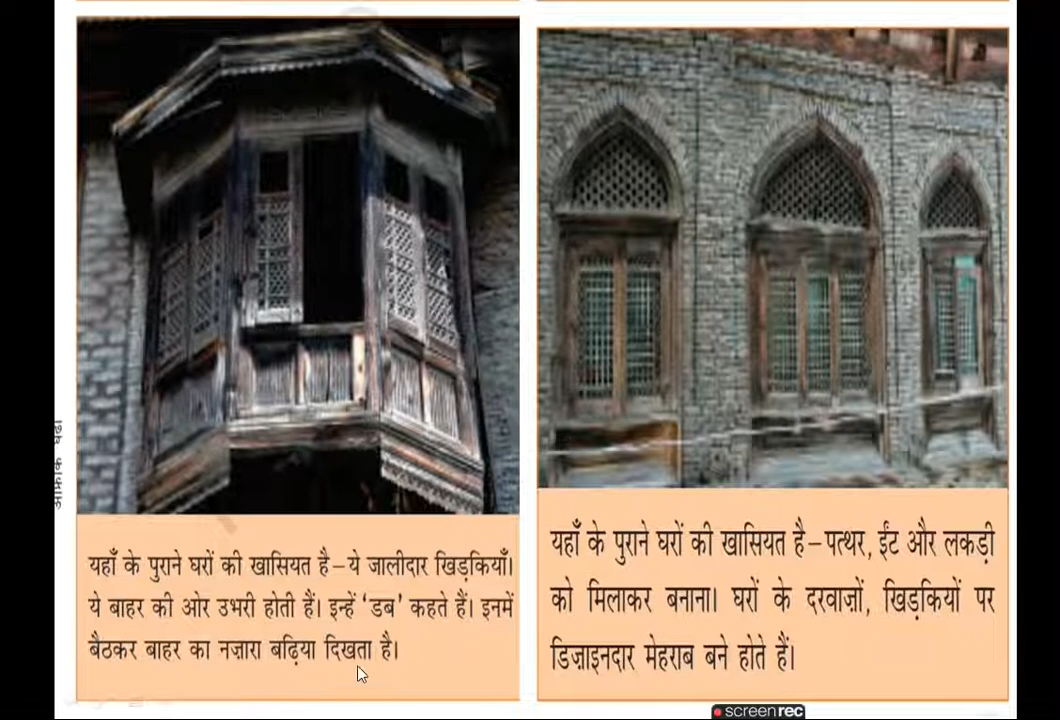 यहाँ के पुराने घरों की खासियत है–ये जालीदार खिड़कियाँ।
ये बाहर की ओर उभरी होती हैं। इन्हें 'डब' कहते हैं। इनमें
बैठकर बाहर का नज़ारा बढ़िया दिखता है।
यहाँ के पुराने घरों की खासियत है–पत्थर, ईंट और लकड़ी
को मिलाकर बनाना। घरों के दरवाज़ों, खिड़कियों पर
डिज़ाइनदार मेहराब बने होते हैं।
screenrec